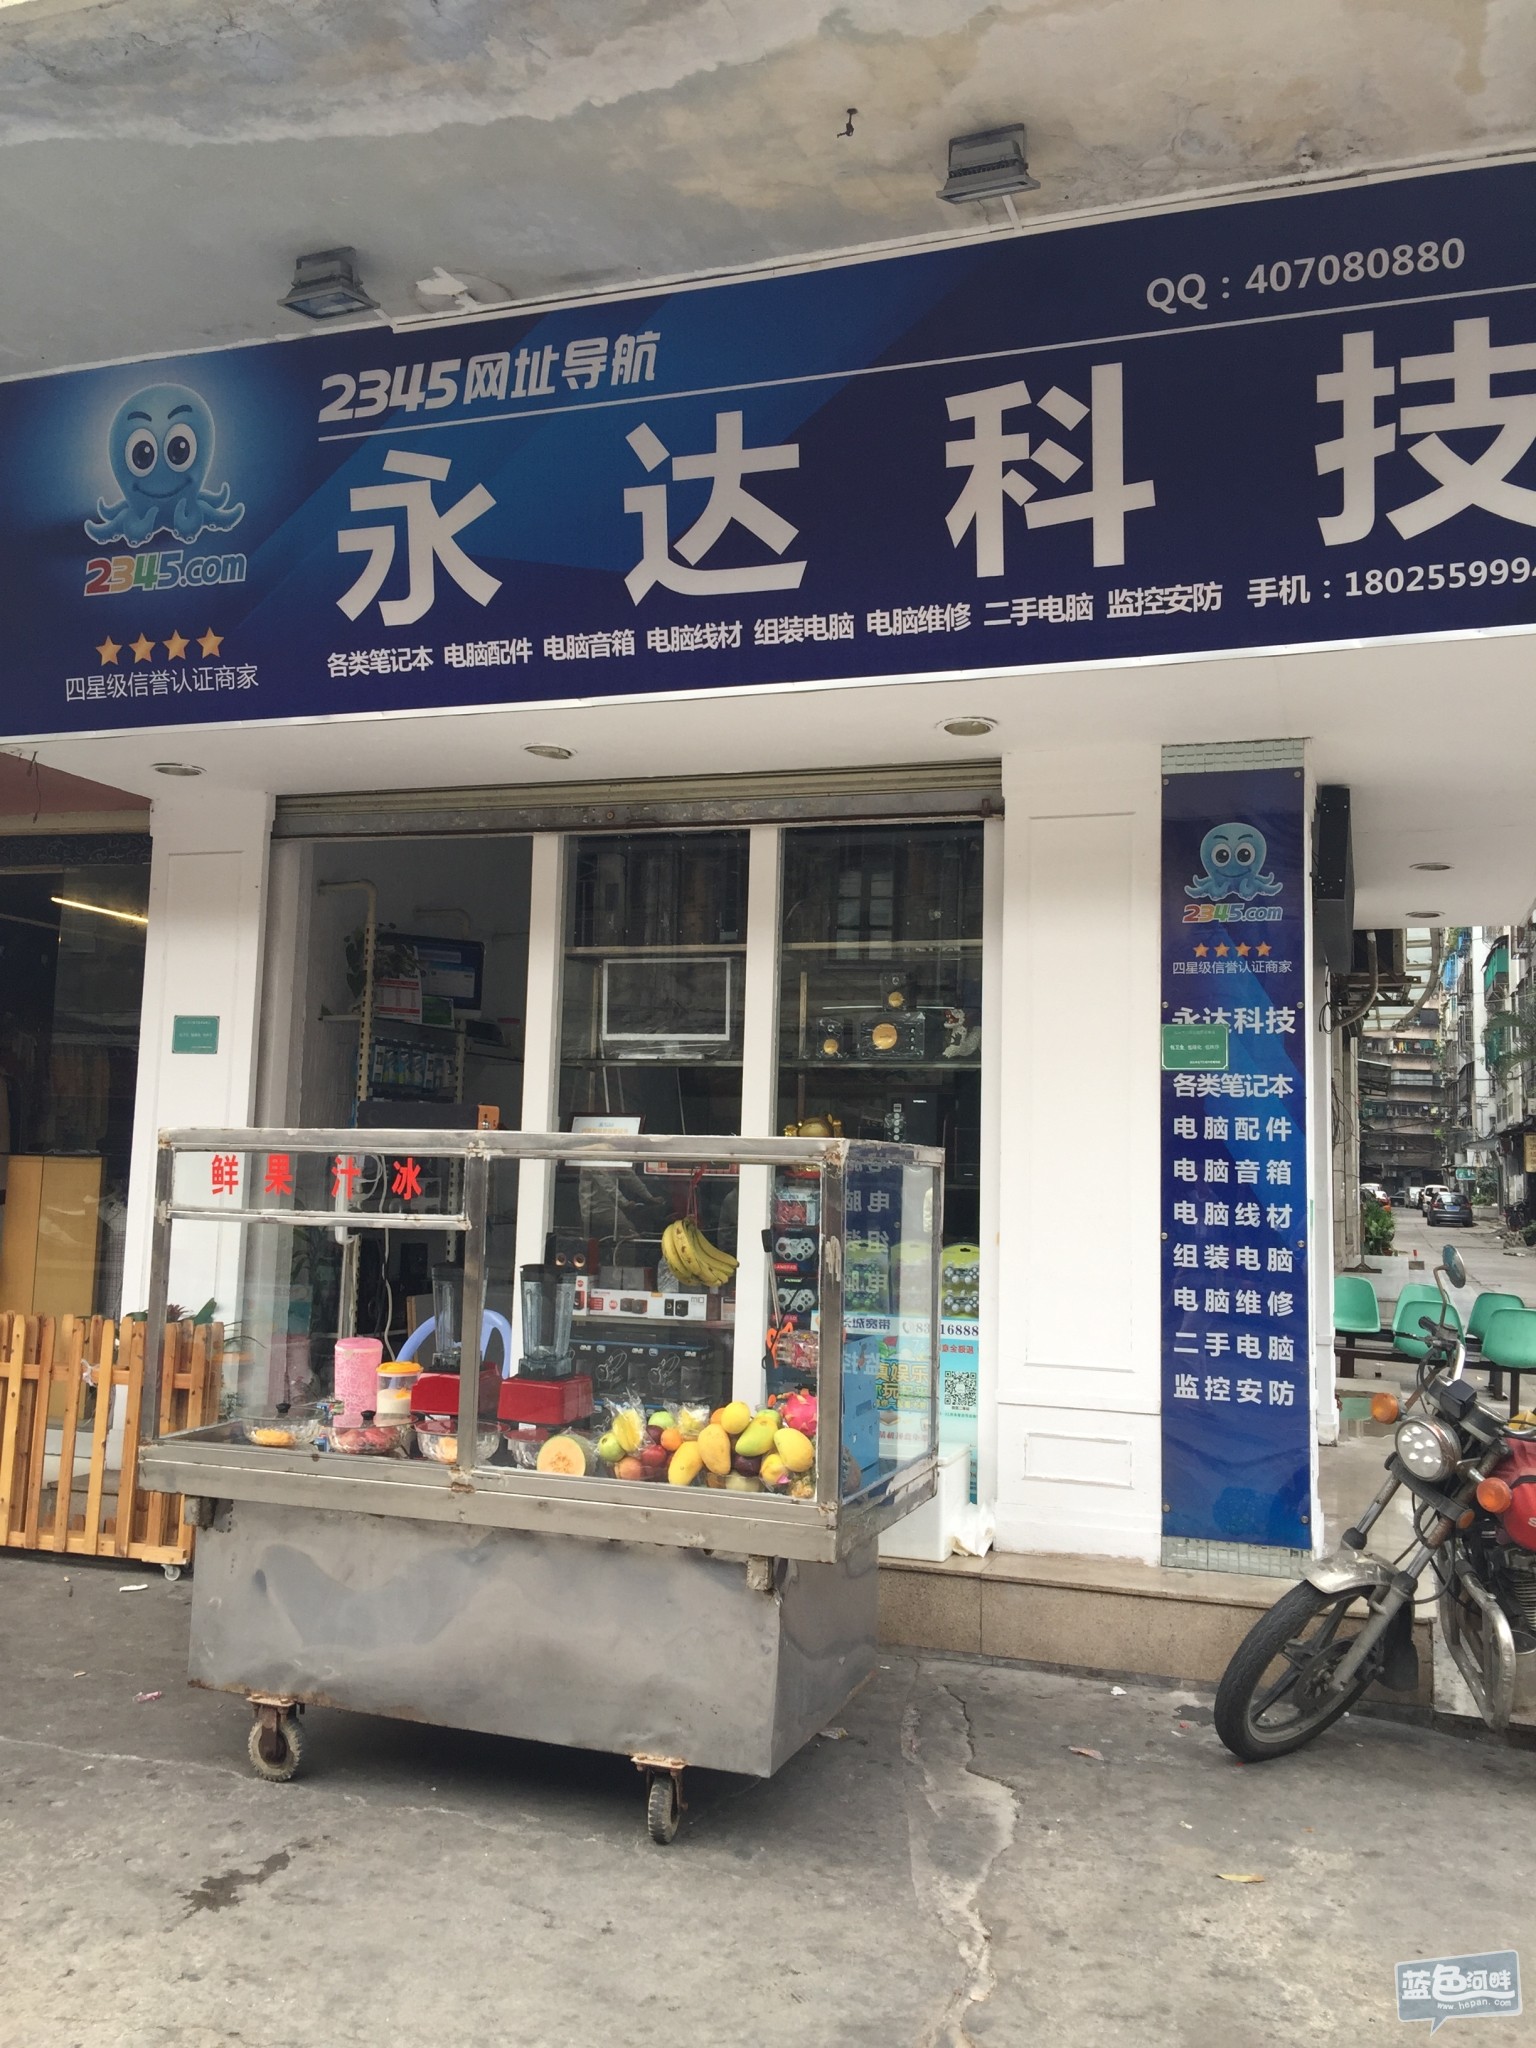 QQ：407080880
2345网址导航
永达科技
2345.com
四星级信誉认证商家
各类笔记本 电脑配件 电脑音箱 电脑线材 组装电脑 电脑维修 二手电脑 监控安防 手机：1802559994
2345.com
四星级信誉认证商家
永达科技
各类笔记本
电脑配件
电脑音箱
电脑线材
组装电脑
电脑维修
二手电脑
监控安防
鲜果汁冰
蓝色河畔
www.hepan.com